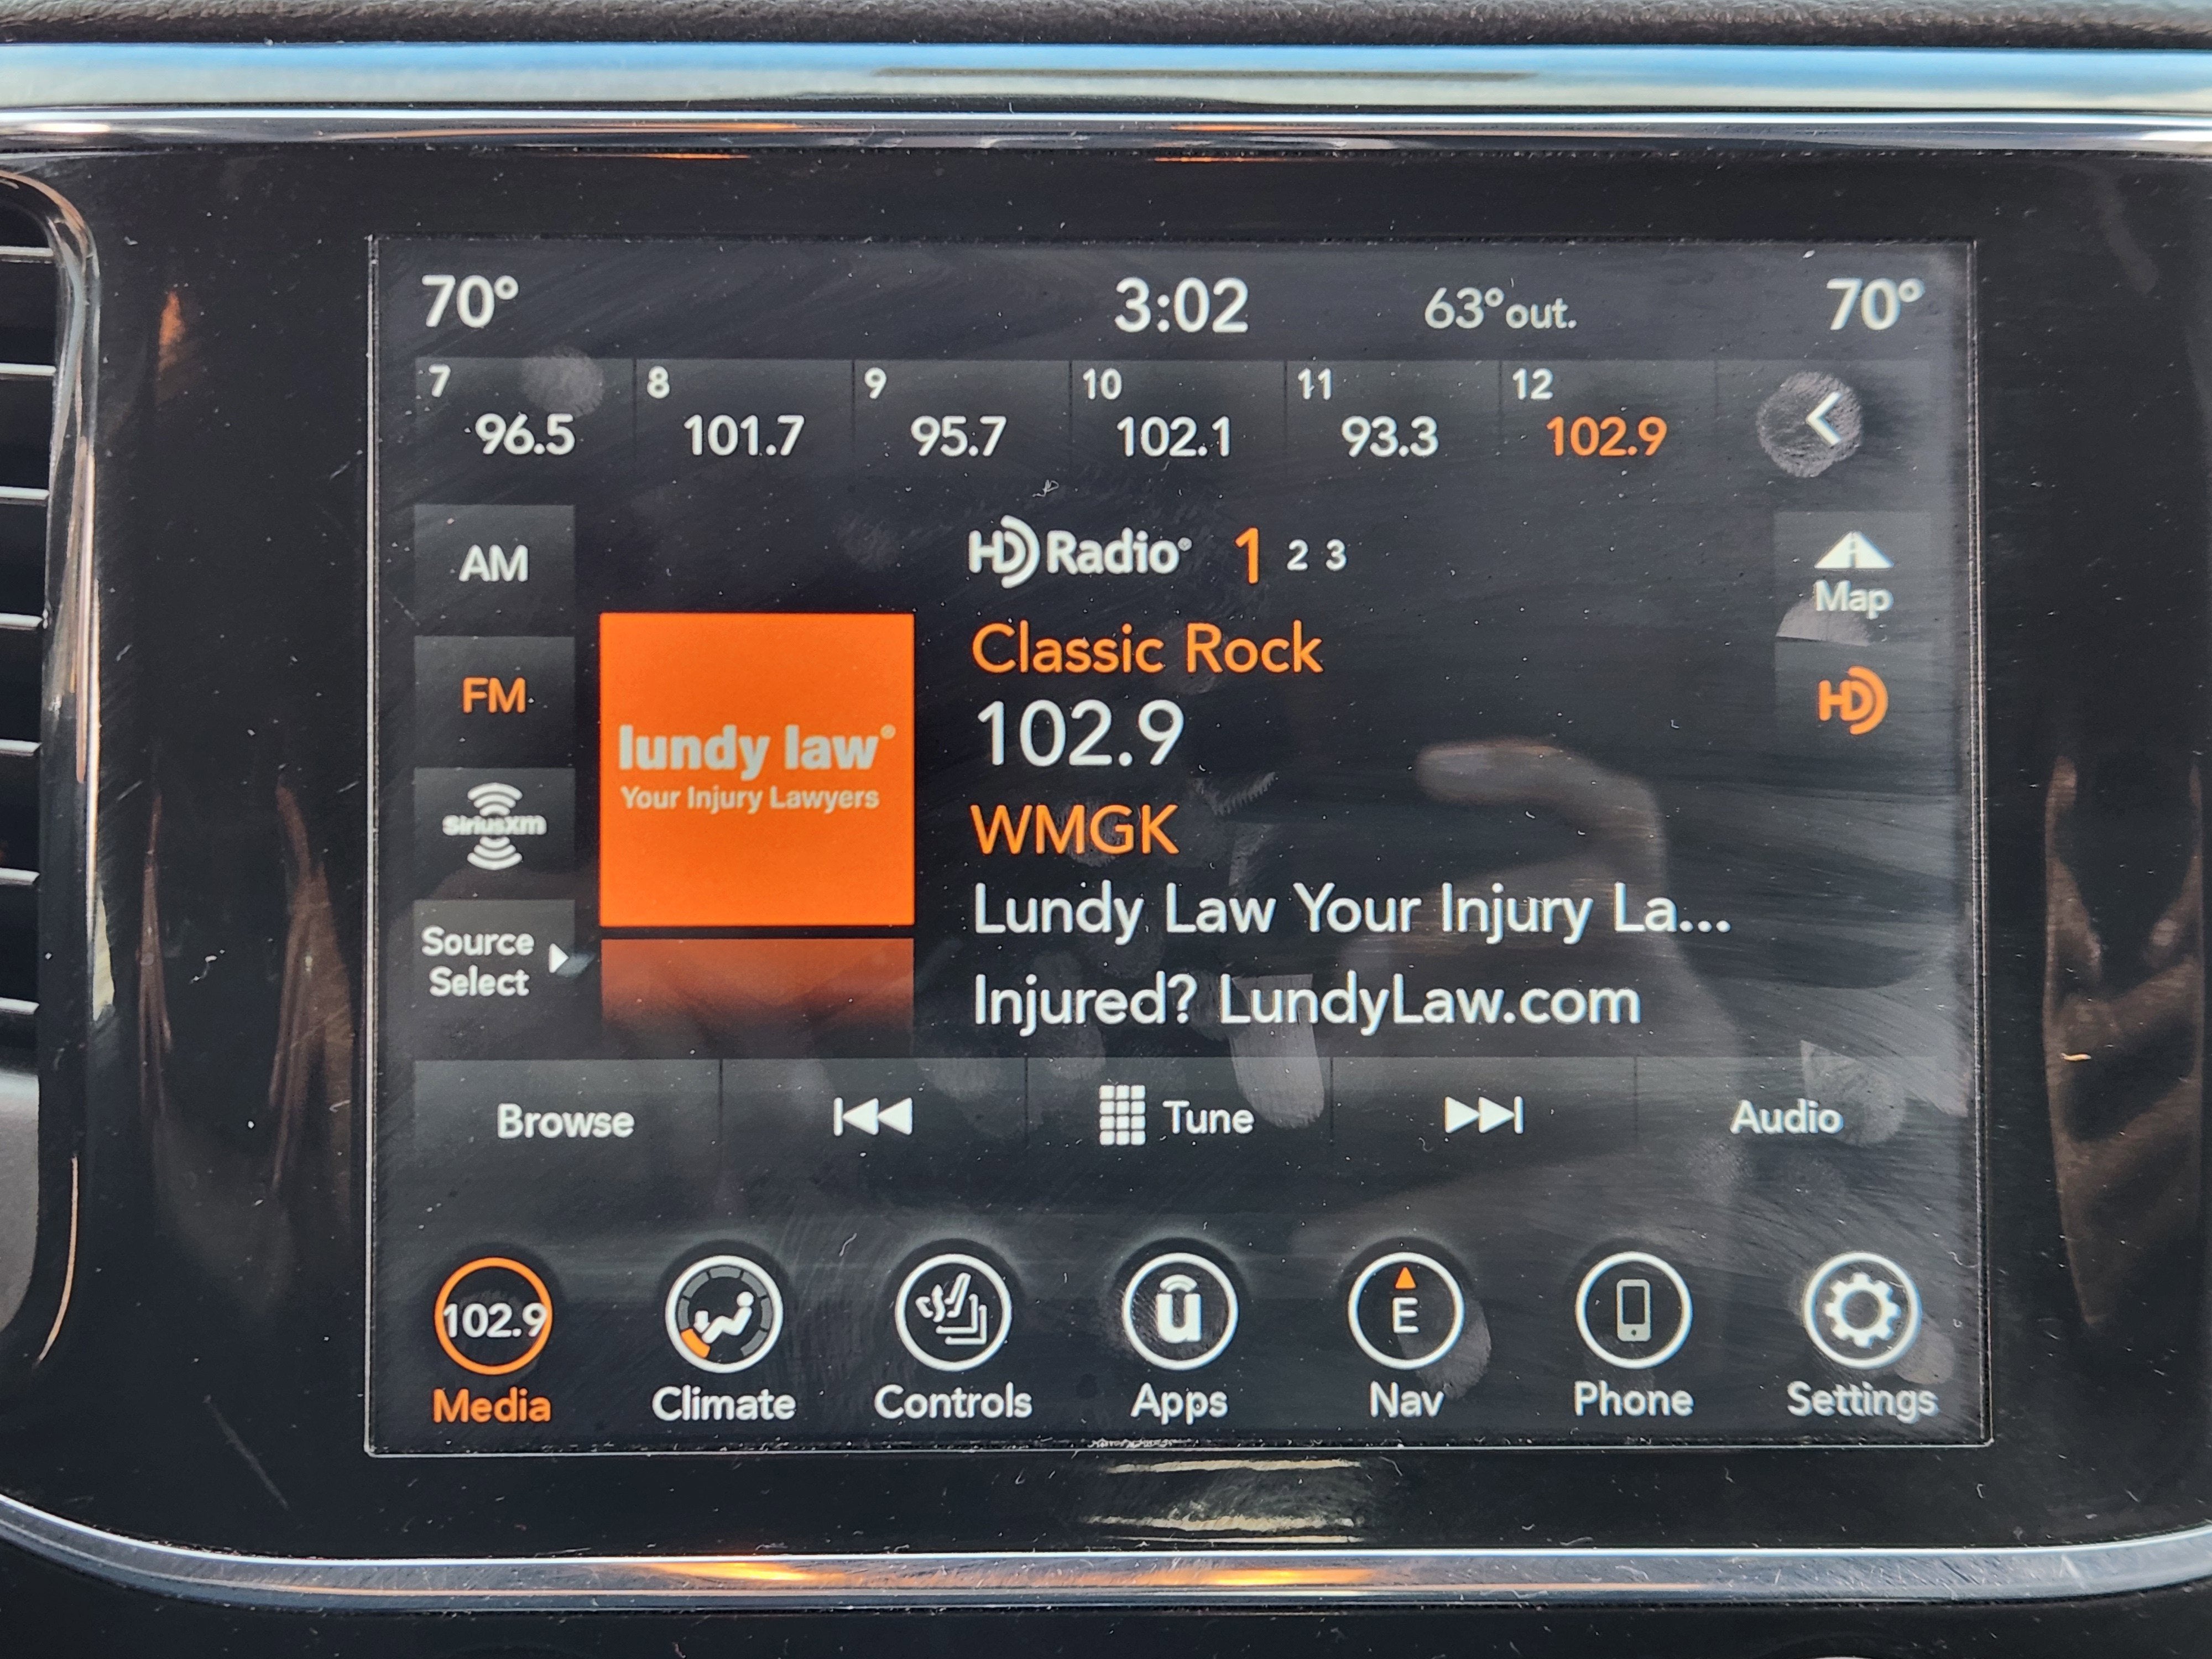 70° 3:02 63° out. 70°
7 8 9 10 11 12
96.5 101.7 95.7 102.1 93.3 102.9
AM
HD Radio® 1 2 3
Map
Classic Rock
FM
HD
102.9
lundy law®
Your Injury Lawyers
SiriusXM
WMGK
Lundy Law Your Injury La...
Source
Select
Injured? LundyLaw.com
Browse Tune Audio
102.9 ū E
Media Climate Controls Apps Nav Phone Settings